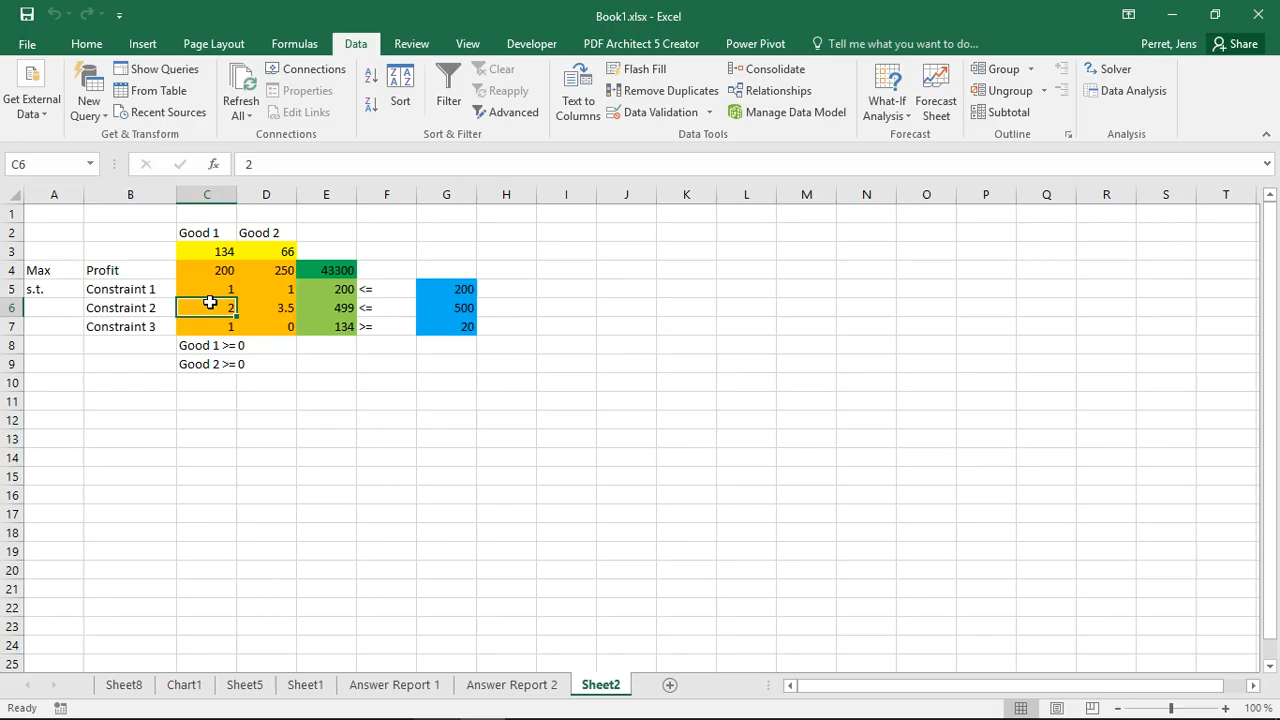 Book1.xlsx - Excel
File Home Insert Page Layout Formulas Data Review View Developer PDF Architect 5 Creator Power Pivot Tell me what you want to do... Perret, Jens Share
Get External Data
New Query
Show Queries
From Table
Recent Sources
Get & Transform
Refresh All
Connections
Properties
Edit Links
Connections
Sort
Filter
Clear
Reapply
Advanced
Sort & Filter
Text to Columns
Flash Fill
Remove Duplicates
Data Validation
Consolidate
Relationships
Manage Data Model
Data Tools
What-If Analysis
Forecast Sheet
Forecast
Group
Ungroup
Subtotal
Outline
Solver
Data Analysis
Analysis
C6 fx 2
A B C D E F G H I J K L M N O P Q R S T
1
2 Good 1 Good 2
3 134 66
4 Max Profit 200 250 43300
5 s.t. Constraint 1 1 1 200 <= 200
6 Constraint 2 2 3.5 499 <= 500
7 Constraint 3 1 0 134 >= 20
8 Good 1 >= 0
9 Good 2 >= 0
10
11
12
13
14
15
16
17
18
19
20
21
22
23
24
25
Sheet8 Chart1 Sheet5 Sheet1 Answer Report 1 Answer Report 2 Sheet2
Ready 100 %